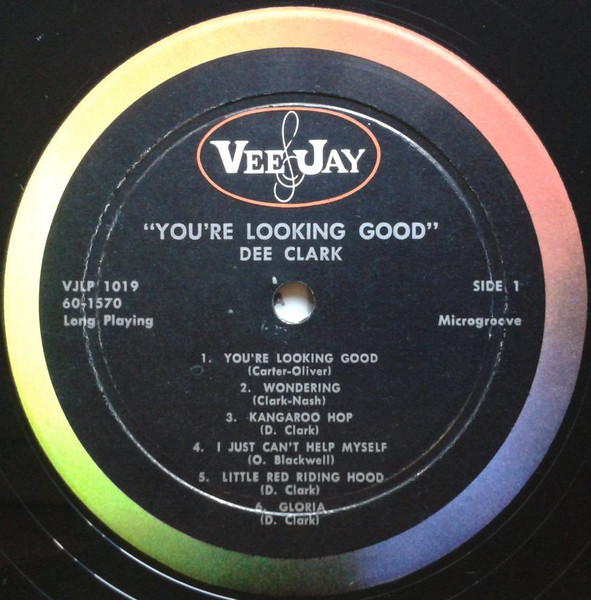 VEE JAY
"YOU'RE LOOKING GOOD"
DEE CLARK
VJLP 1019
60-1570
Long Playing
SIDE 1
Microgroove
1. YOU'RE LOOKING GOOD
(Carter-Oliver)
2. WONDERING
(Clark-Nash)
3. KANGAROO HOP
(D. Clark)
4. I JUST CAN'T HELP MYSELF
(O. Blackwell)
5. LITTLE RED RIDING HOOD
(D. Clark)
6. GLORIA
(D. Clark)